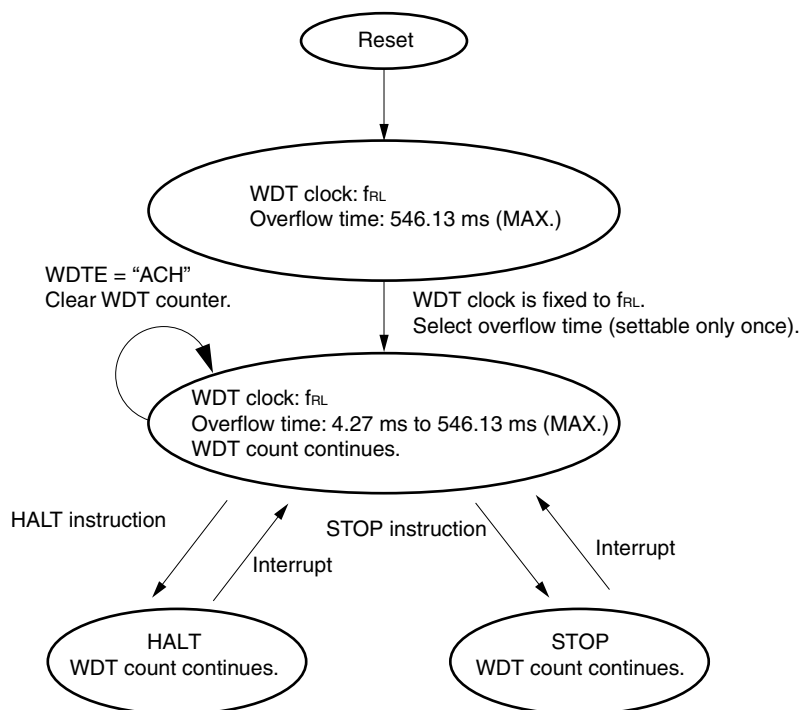 Reset
WDT clock: fRL
Overflow time: 546.13 ms (MAX.)
WDTE = “ACH”
Clear WDT counter.
WDT clock is fixed to fRL.
Select overflow time (settable only once).
WDT clock: fRL
Overflow time: 4.27 ms to 546.13 ms (MAX.)
WDT count continues.
HALT instruction
Interrupt
STOP instruction
Interrupt
HALT
WDT count continues.
STOP
WDT count continues.